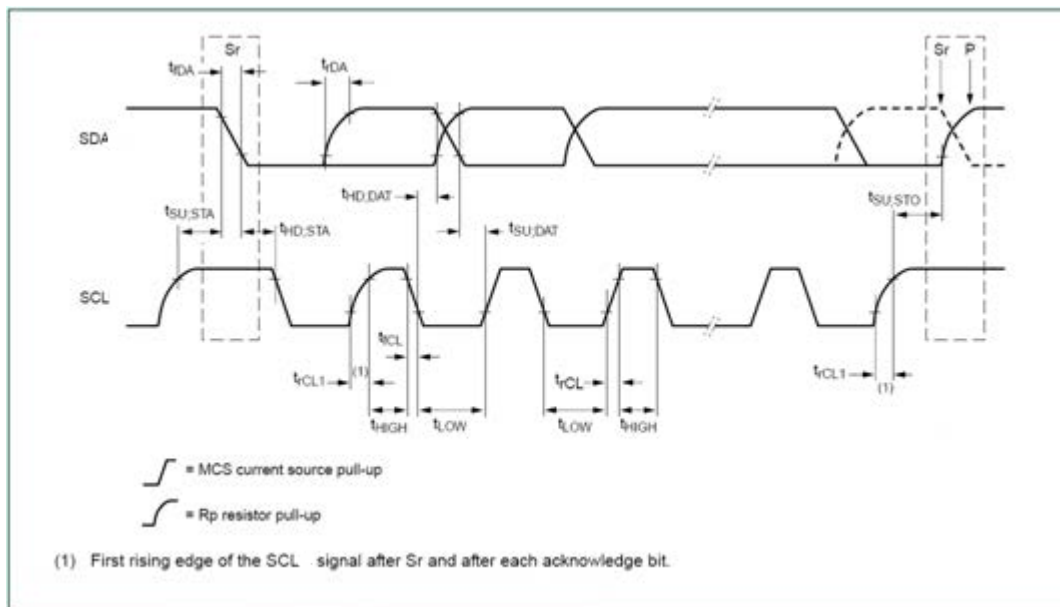 Sr
Sr P
tfDA
trDA
SDA
tHD;DAT
tSU;STO
tSU;STA
tHD;STA
tSU;DAT
SCL
tfCL
trCL1 (1)
trCL
trCL1 (1)
tHIGH
tLOW
tLOW
tHIGH
= MCS current source pull-up
= Rp resistor pull-up
(1) First rising edge of the SCL signal after Sr and after each acknowledge bit.